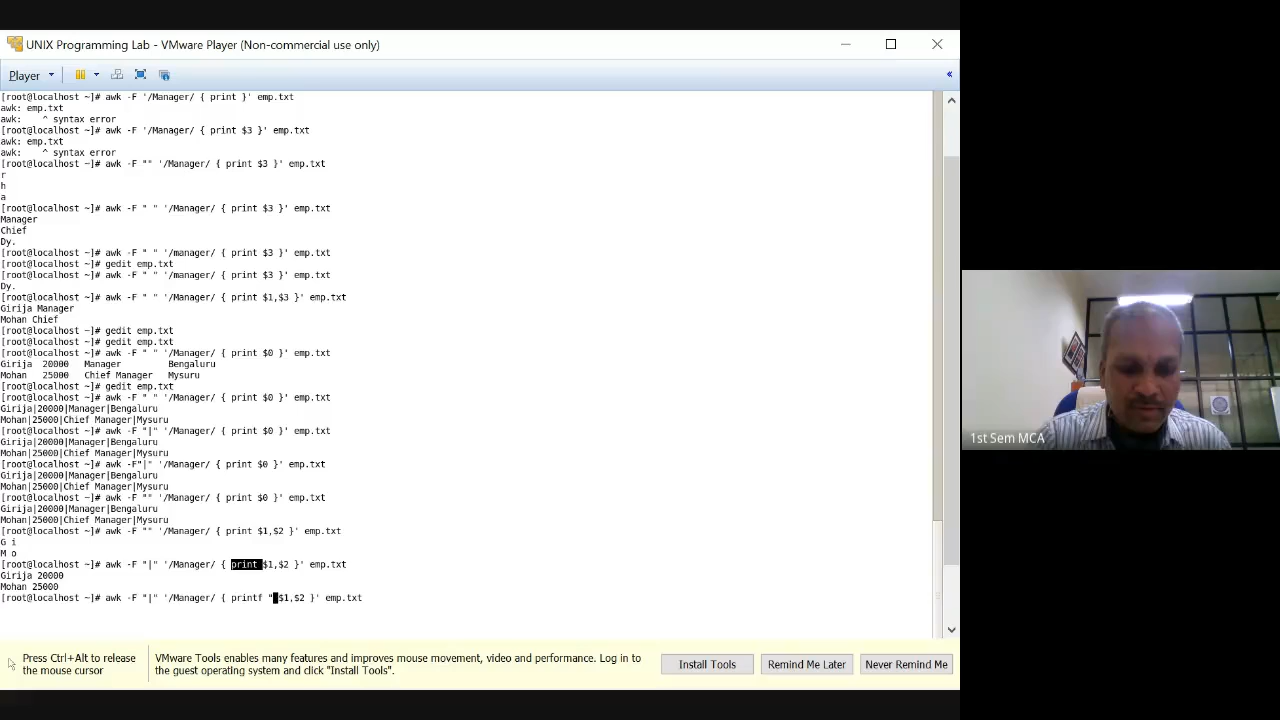 UNIX Programming Lab - VMware Player (Non-commercial use only)
Player
«
[root@localhost ~]# awk -F '/Manager/ { print }' emp.txt
awk: emp.txt
awk:    ^ syntax error
[root@localhost ~]# awk -F '/Manager/ { print $3 }' emp.txt
awk: emp.txt
awk:    ^ syntax error
[root@localhost ~]# awk -F "" '/Manager/ { print $3 }' emp.txt
r
h
a
[root@localhost ~]# awk -F " " '/Manager/ { print $3 }' emp.txt
Manager
Chief
Dy.
[root@localhost ~]# awk -F " " '/manager/ { print $3 }' emp.txt
[root@localhost ~]# gedit emp.txt
[root@localhost ~]# awk -F " " '/manager/ { print $3 }' emp.txt
Dy.
[root@localhost ~]# awk -F " " '/Manager/ { print $1,$3 }' emp.txt
Girija Manager
Mohan Chief
[root@localhost ~]# gedit emp.txt
[root@localhost ~]# gedit emp.txt
[root@localhost ~]# awk -F " " '/Manager/ { print $0 }' emp.txt
Girija  20000   Manager         Bengaluru
Mohan   25000   Chief Manager   Mysuru
[root@localhost ~]# gedit emp.txt
[root@localhost ~]# awk -F " " '/Manager/ { print $0 }' emp.txt
Girija|20000|Manager|Bengaluru
Mohan|25000|Chief Manager|Mysuru
[root@localhost ~]# awk -F "|" '/Manager/ { print $0 }' emp.txt
Girija|20000|Manager|Bengaluru
Mohan|25000|Chief Manager|Mysuru
[root@localhost ~]# awk -F"|" '/Manager/ { print $0 }' emp.txt
Girija|20000|Manager|Bengaluru
Mohan|25000|Chief Manager|Mysuru
[root@localhost ~]# awk -F "" '/Manager/ { print $0 }' emp.txt
Girija|20000|Manager|Bengaluru
Mohan|25000|Chief Manager|Mysuru
[root@localhost ~]# awk -F "" '/Manager/ { print $1,$2 }' emp.txt
G i
M o
[root@localhost ~]# awk -F "|" '/Manager/ { print $1,$2 }' emp.txt
Girija 20000
Mohan 25000
[root@localhost ~]# awk -F "|" '/Manager/ { printf " $1,$2 }' emp.txt
1st Sem MCA
Press Ctrl+Alt to release
the mouse cursor
VMware Tools enables many features and improves mouse movement, video and performance. Log in to
the guest operating system and click "Install Tools".
Install Tools
Remind Me Later
Never Remind Me